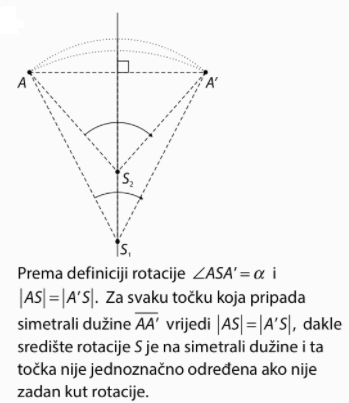 A
A'
S₂
S₁
Prema definiciji rotacije ∠ASA' = α i
|AS| = |A'S|. Za svaku točku koja pripada
simetrali dužine A̅A̅'̅ vrijedi |AS| = |A'S|, dakle
središte rotacije S je na simetrali dužine i ta
točka nije jednoznačno određena ako nije
zadan kut rotacije.